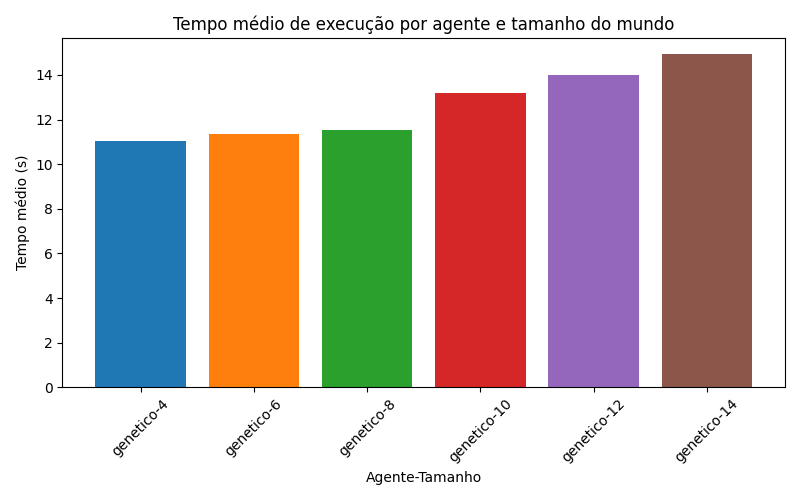 Tempo médio de execução por agente e tamanho do mundo
Tempo médio (s)
14
12
10
8
6
4
2
0
genetico-4
genetico-6
genetico-8
genetico-10
genetico-12
genetico-14
Agente-Tamanho